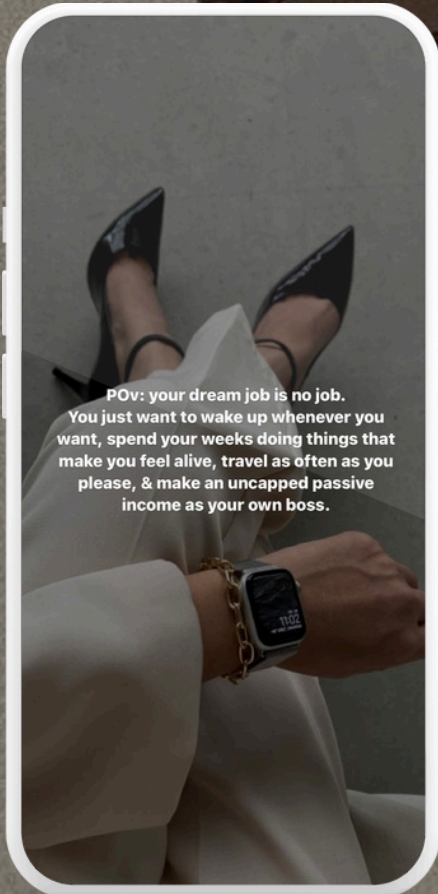 POv: your dream job is no job.
You just want to wake up whenever you
want, spend your weeks doing things that
make you feel alive, travel as often as you
please, & make an uncapped passive
income as your own boss.
11:02